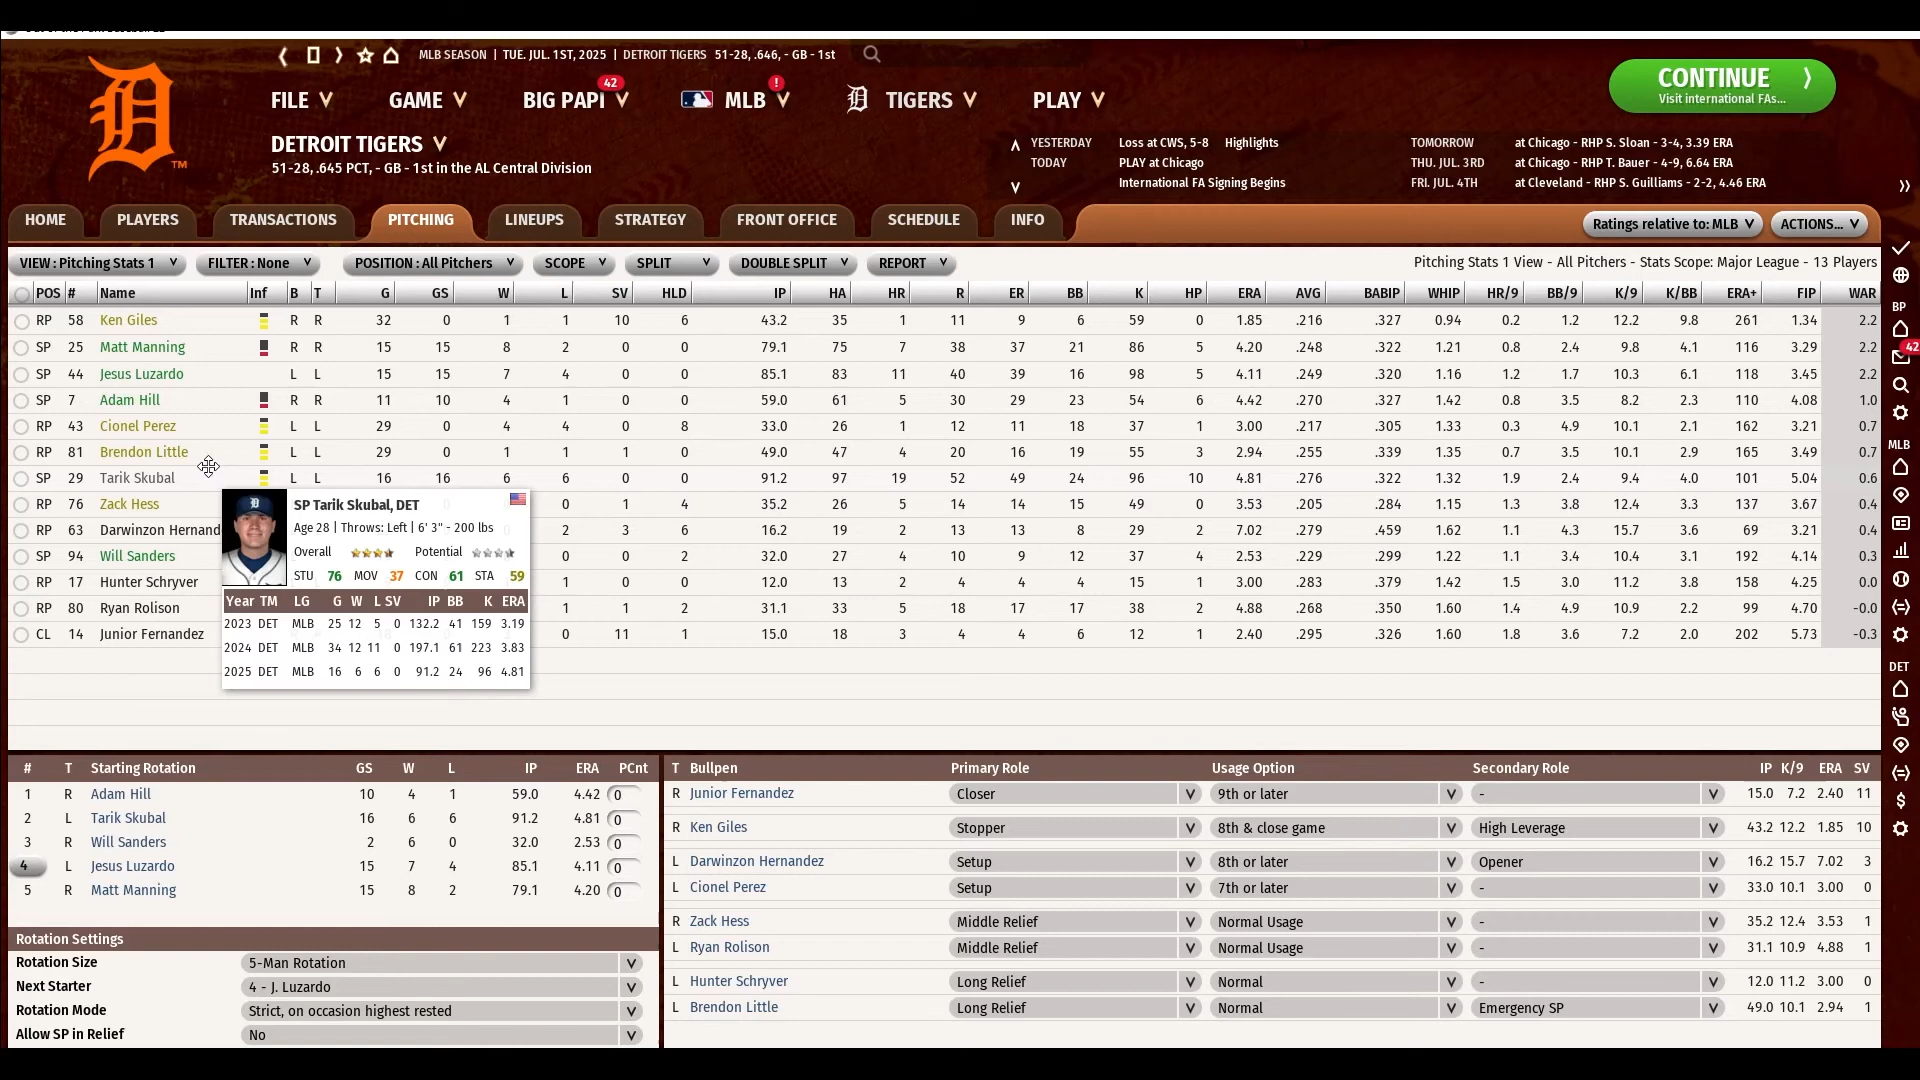 MLB SEASON | TUE. JUL. 1ST, 2025 | DETROIT TIGERS 51-28, .646, - GB - 1st
CONTINUE
Visit international FAs...
FILE GAME BIG PAPI 42 MLB ! TIGERS PLAY
DETROIT TIGERS
51-28, .645 PCT, - GB - 1st in the AL Central Division
YESTERDAY Loss at CWS, 5-8 Highlights
TODAY PLAY at Chicago
International FA Signing Begins
TOMORROW at Chicago - RHP S. Sloan - 3-4, 3.39 ERA
THU. JUL. 3RD at Chicago - RHP T. Bauer - 4-9, 6.64 ERA
FRI. JUL. 4TH at Cleveland - RHP S. Guilliams - 2-2, 4.46 ERA
HOME PLAYERS TRANSACTIONS PITCHING LINEUPS STRATEGY FRONT OFFICE SCHEDULE INFO
Ratings relative to: MLB ACTIONS...
VIEW : Pitching Stats 1 FILTER : None POSITION : All Pitchers SCOPE SPLIT DOUBLE SPLIT REPORT
Pitching Stats 1 View - All Pitchers - Stats Scope: Major League - 13 Players
POS # Name Inf B T G GS W L SV HLD IP HA HR R ER BB K HP ERA AVG BABIP WHIP HR/9 BB/9 K/9 K/BB ERA+ FIP WAR
RP 58 Ken Giles R R 32 0 1 1 10 6 43.2 35 1 11 9 6 59 0 1.85 .216 .327 0.94 0.2 1.2 12.2 9.8 261 1.34 2.2
SP 25 Matt Manning R R 15 15 8 2 0 0 79.1 75 7 38 37 21 86 5 4.20 .248 .322 1.21 0.8 2.4 9.8 4.1 116 3.29 2.2
SP 44 Jesus Luzardo L L 15 15 7 4 0 0 85.1 83 11 40 39 16 98 5 4.11 .249 .320 1.16 1.2 1.7 10.3 6.1 118 3.45 2.2
SP 7 Adam Hill R R 11 10 4 1 0 0 59.0 61 5 30 29 23 54 6 4.42 .270 .327 1.42 0.8 3.5 8.2 2.3 110 4.08 1.0
RP 43 Cionel Perez L L 29 0 4 4 0 8 33.0 26 1 12 11 18 37 1 3.00 .217 .305 1.33 0.3 4.9 10.1 2.1 162 3.21 0.7
RP 81 Brendon Little L L 29 0 1 1 1 0 49.0 47 4 20 16 19 55 3 2.94 .255 .339 1.35 0.7 3.5 10.1 2.9 165 3.49 0.7
SP 29 Tarik Skubal L L 16 16 6 6 0 0 91.2 97 19 52 49 24 96 10 4.81 .276 .322 1.32 1.9 2.4 9.4 4.0 101 5.04 0.6
RP 76 Zack Hess 1 4 35.2 26 5 14 14 15 49 0 3.53 .205 .284 1.15 1.3 3.8 12.4 3.3 137 3.67 0.4
RP 63 Darwinzon Hernand 2 3 6 16.2 19 2 13 13 8 29 2 7.02 .279 .459 1.62 1.1 4.3 15.7 3.6 69 3.21 0.4
SP 94 Will Sanders 0 0 2 32.0 27 4 10 9 12 37 4 2.53 .229 .299 1.22 1.1 3.4 10.4 3.1 192 4.14 0.3
RP 17 Hunter Schryver 1 0 0 12.0 13 2 4 4 4 15 1 3.00 .283 .379 1.42 1.5 3.0 11.2 3.8 158 4.25 0.0
RP 80 Ryan Rolison 1 1 2 31.1 33 5 18 17 17 38 2 4.88 .268 .350 1.60 1.4 4.9 10.9 2.2 99 4.70 -0.0
CL 14 Junior Fernandez 0 11 1 15.0 18 3 4 4 6 12 1 2.40 .295 .326 1.60 1.8 3.6 7.2 2.0 202 5.73 -0.3
SP Tarik Skubal, DET
Age 28 | Throws: Left | 6' 3" - 200 lbs
Overall Potential
STU 76 MOV 37 CON 61 STA 59
Year TM LG G W L SV IP BB K ERA
2023 DET MLB 25 12 5 0 132.2 41 159 3.19
2024 DET MLB 34 12 11 0 197.1 61 223 3.83
2025 DET MLB 16 6 6 0 91.2 24 96 4.81
# T Starting Rotation GS W L IP ERA PCnt
1 R Adam Hill 10 4 1 59.0 4.42 0
2 L Tarik Skubal 16 6 6 91.2 4.81 0
3 R Will Sanders 2 6 0 32.0 2.53 0
4 L Jesus Luzardo 15 7 4 85.1 4.11 0
5 R Matt Manning 15 8 2 79.1 4.20 0
Rotation Settings
Rotation Size 5-Man Rotation
Next Starter 4 - J. Luzardo
Rotation Mode Strict, on occasion highest rested
Allow SP in Relief No
T Bullpen Primary Role Usage Option Secondary Role IP K/9 ERA SV
R Junior Fernandez Closer 9th or later - 15.0 7.2 2.40 11
R Ken Giles Stopper 8th & close game High Leverage 43.2 12.2 1.85 10
L Darwinzon Hernandez Setup 8th or later Opener 16.2 15.7 7.02 3
L Cionel Perez Setup 7th or later - 33.0 10.1 3.00 0
R Zack Hess Middle Relief Normal Usage - 35.2 12.4 3.53 1
L Ryan Rolison Middle Relief Normal Usage - 31.1 10.9 4.88 1
L Hunter Schryver Long Relief Normal - 12.0 11.2 3.00 0
L Brendon Little Long Relief Normal Emergency SP 49.0 10.1 2.94 1
BP
42
MLB
DET